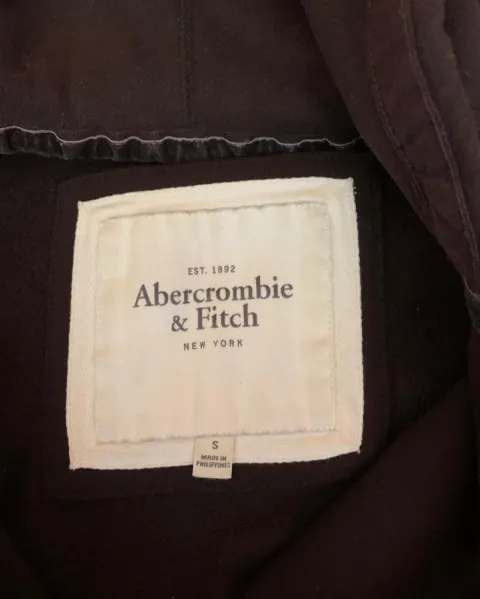 EST. 1892
Abercrombie
& Fitch
NEW YORK
S
MADE IN
PHILIPPINES